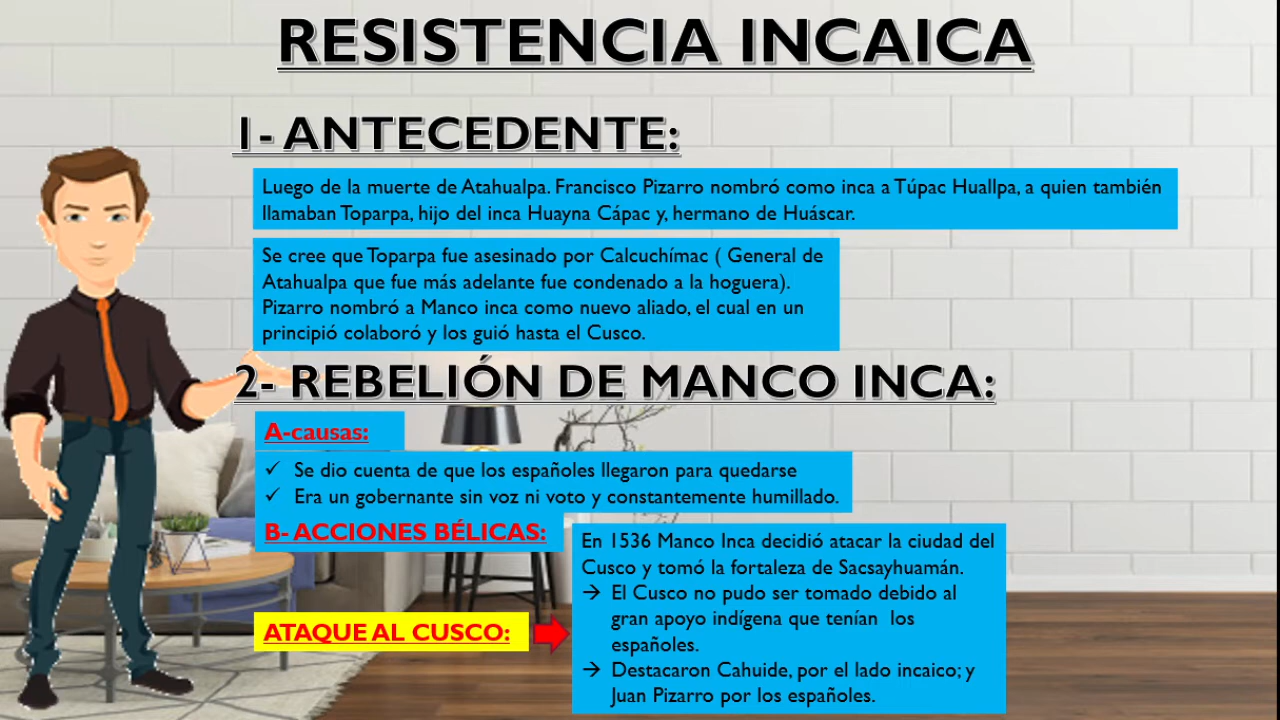 RESISTENCIA INCAICA
1- ANTECEDENTE:
Luego de la muerte de Atahualpa. Francisco Pizarro nombró como inca a Túpac Huallpa, a quien también
llamaban Toparpa, hijo del inca Huayna Cápac y, hermano de Huáscar.
Se cree que Toparpa fue asesinado por Calcuchímac ( General de
Atahualpa que fue más adelante fue condenado a la hoguera).
Pizarro nombró a Manco inca como nuevo aliado, el cual en un
principió colaboró y los guió hasta el Cusco.
2- REBELIÓN DE MANCO INCA:
A-causas:
✓ Se dio cuenta de que los españoles llegaron para quedarse
✓ Era un gobernante sin voz ni voto y constantemente humillado.
B- ACCIONES BÉLICAS:
ATAQUE AL CUSCO:
En 1536 Manco Inca decidió atacar la ciudad del
Cusco y tomó la fortaleza de Sacsayhuamán.
→ El Cusco no pudo ser tomado debido al
gran apoyo indígena que tenían los
españoles.
→ Destacaron Cahuide, por el lado incaico; y
Juan Pizarro por los españoles.